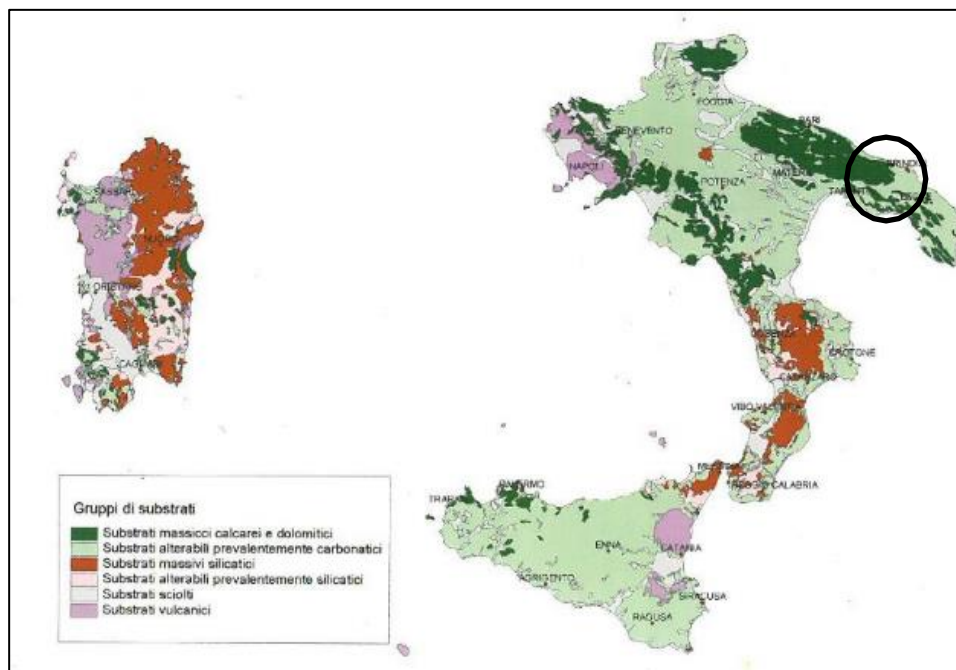 FOGGIA
BARI
BENEVENTO
NAPOLI
MATERA
POTENZA
SASSARI
NUORO
ORISTANO
CAGLIARI
CROTONE
VIBO VALENTIA
REGGIO CALABRIA
PALERMO
ENNA
CATANIA
AGRIGENTO
SIRACUSA
RAGUSA
Gruppi di substrati
Substrati massicci calcarei e dolomitici
Substrati alterabili prevalentemente carbonatici
Substrati massivi silicatici
Substrati alterabili prevalentemente silicatici
Substrati sciolti
Substrati vulcanici